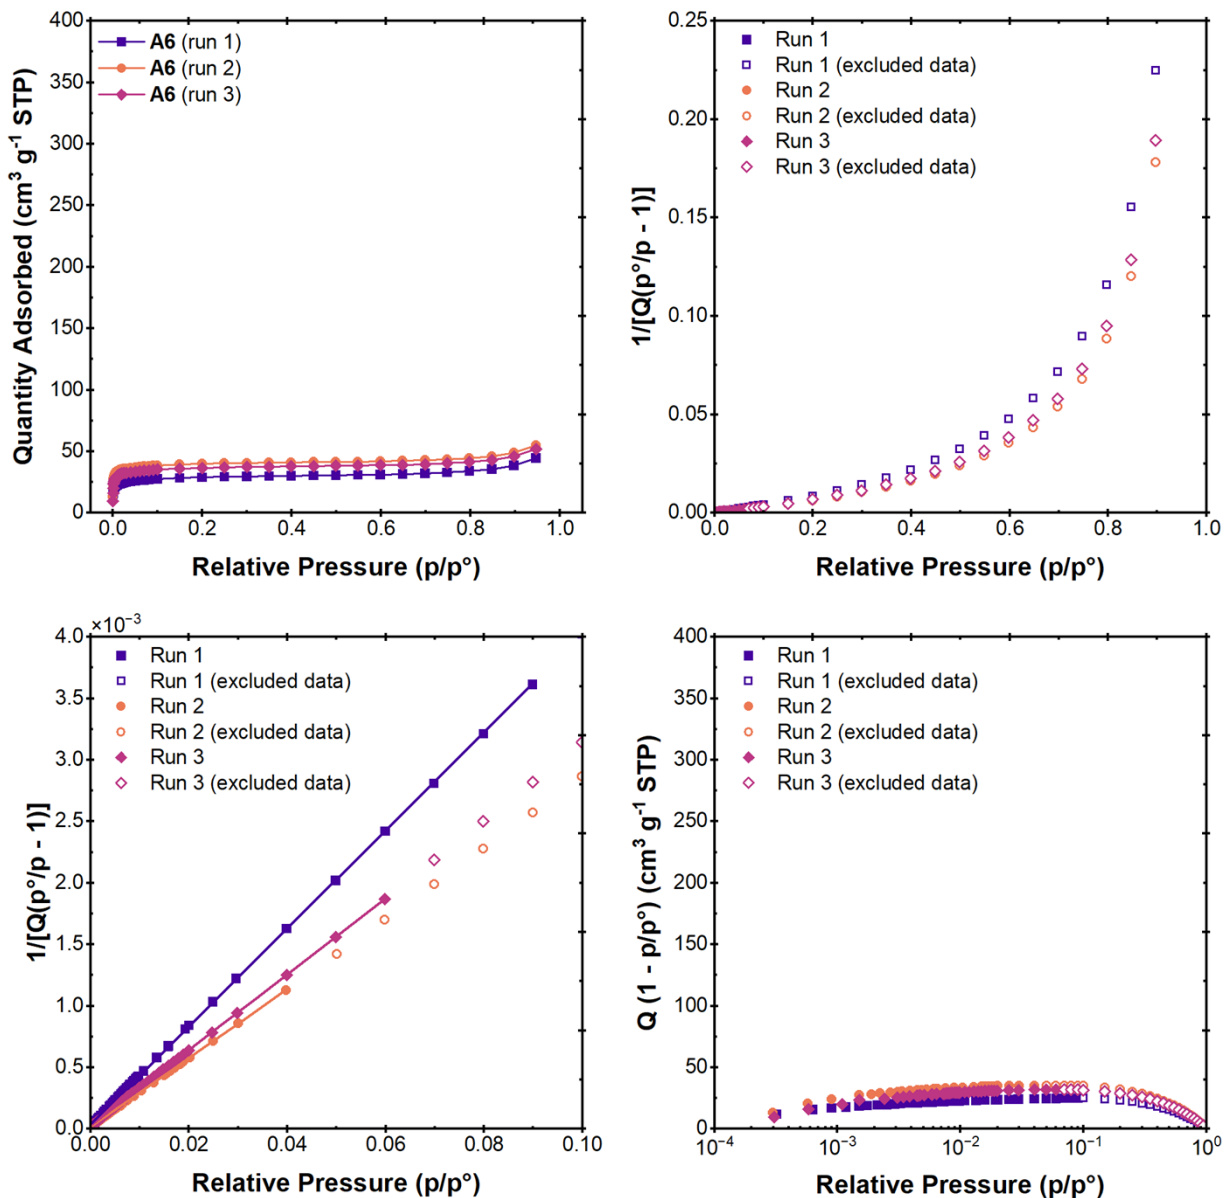 400
350
300
250
200
150
100
50
0
Quantity Adsorbed (cm³ g⁻¹ STP)
A6 (run 1)
A6 (run 2)
A6 (run 3)
0.0 0.2 0.4 0.6 0.8 1.0
Relative Pressure (p/p°)
0.25
0.20
0.15
0.10
0.05
0.00
1/[Q(p°/p - 1)]
Run 1
Run 1 (excluded data)
Run 2
Run 2 (excluded data)
Run 3
Run 3 (excluded data)
0.0 0.2 0.4 0.6 0.8 1.0
Relative Pressure (p/p°)
×10⁻³
4.0
3.5
3.0
2.5
2.0
1.5
1.0
0.5
0.0
1/[Q(p°/p - 1)]
Run 1
Run 1 (excluded data)
Run 2
Run 2 (excluded data)
Run 3
Run 3 (excluded data)
0.00 0.02 0.04 0.06 0.08 0.10
Relative Pressure (p/p°)
400
350
300
250
200
150
100
50
0
Q (1 - p/p°) (cm³ g⁻¹ STP)
Run 1
Run 1 (excluded data)
Run 2
Run 2 (excluded data)
Run 3
Run 3 (excluded data)
10⁻⁴ 10⁻³ 10⁻² 10⁻¹ 10⁰
Relative Pressure (p/p°)